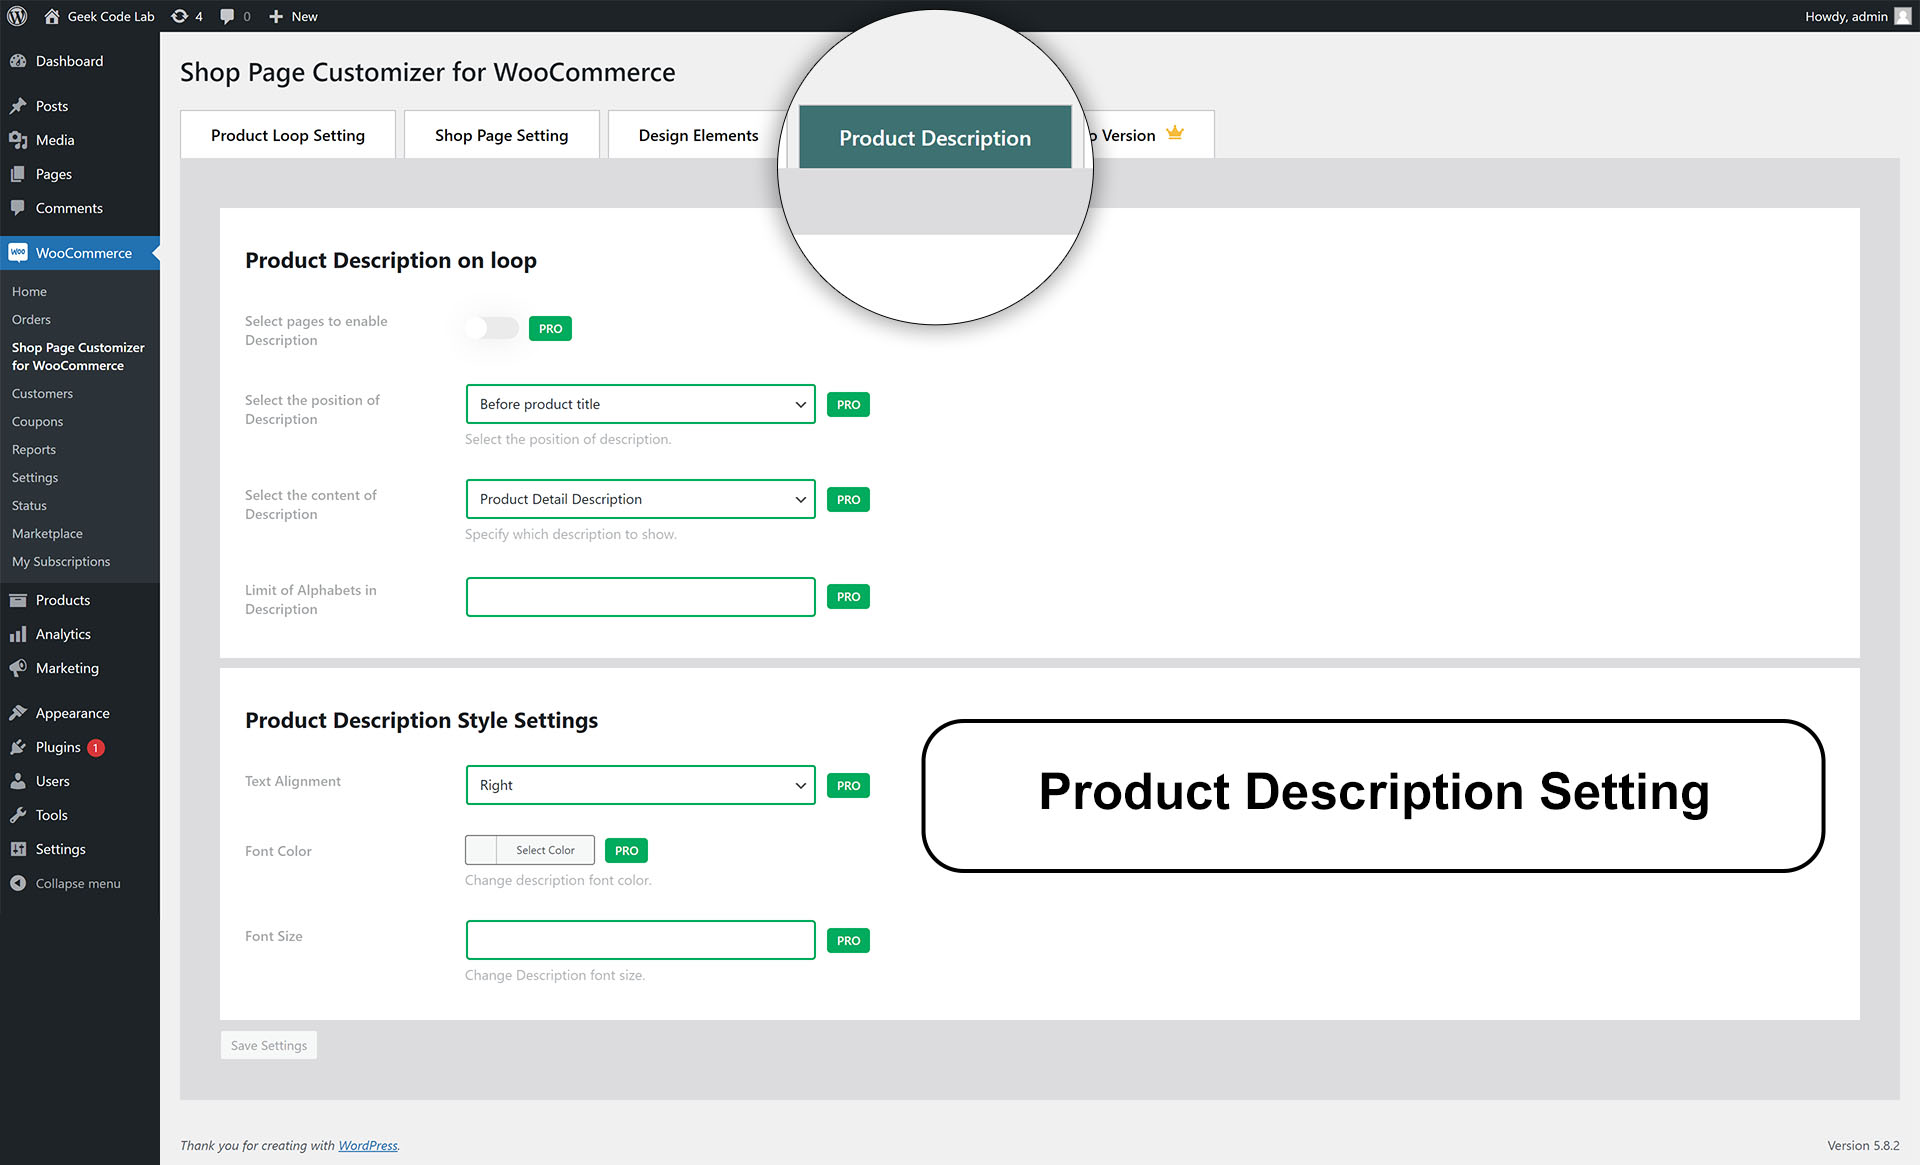 Geek Code Lab 4 0 New Howdy, admin
Dashboard
Posts
Media
Pages
Comments
WooCommerce
Home
Orders
Shop Page Customizer
for WooCommerce
Customers
Coupons
Reports
Settings
Status
Marketplace
My Subscriptions
Products
Analytics
Marketing
Appearance
Plugins 1
Users
Tools
Settings
Collapse menu
Shop Page Customizer for WooCommerce
Product Loop Setting Shop Page Setting Design Elements Product Description Version
Product Description on loop
Select pages to enable
Description
PRO
Select the position of
Description
Before product title PRO
Select the position of description.
Select the content of
Description
Product Detail Description PRO
Specify which description to show.
Limit of Alphabets in
Description
PRO
Product Description Style Settings
Text Alignment Right PRO
Font Color Select Color PRO
Change description font color.
Font Size PRO
Change Description font size.
Product Description Setting
Save Settings
Thank you for creating with WordPress. Version 5.8.2